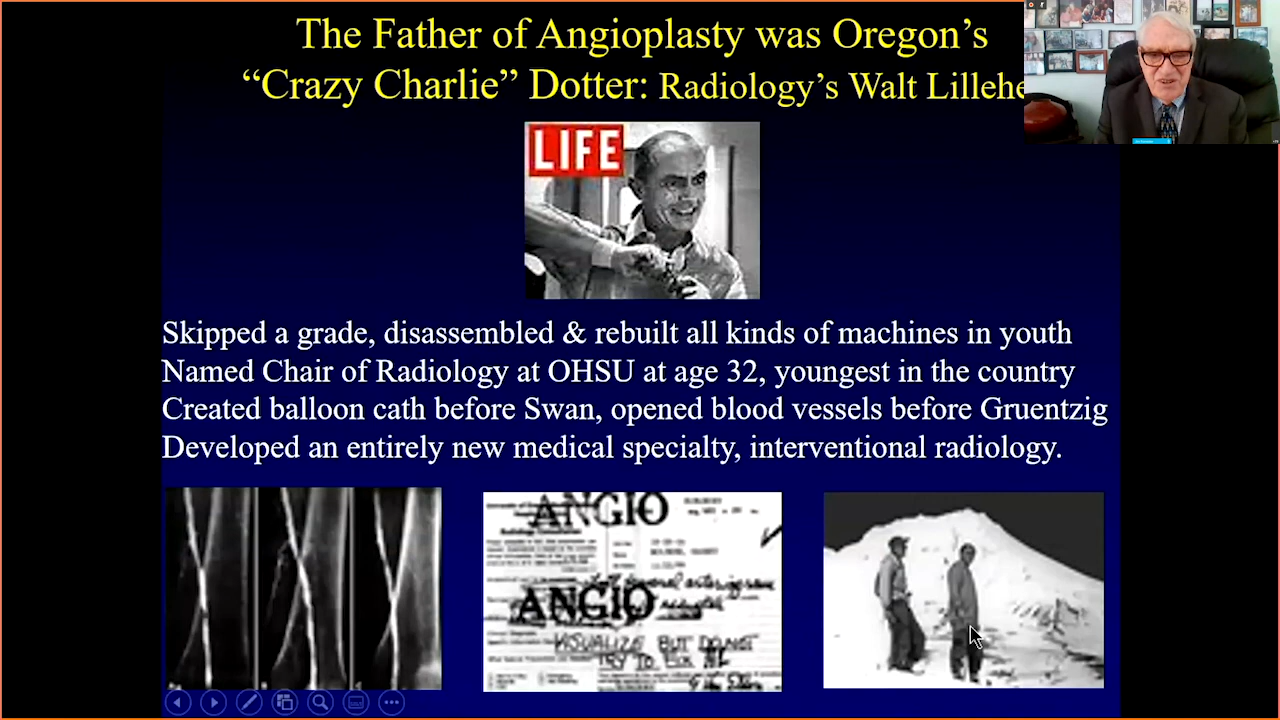 The Father of Angioplasty was Oregon’s
“Crazy Charlie” Dotter: Radiology’s Walt Lillehe
LIFE
Skipped a grade, disassembled & rebuilt all kinds of machines in youth
Named Chair of Radiology at OHSU at age 32, youngest in the country
Created balloon cath before Swan, opened blood vessels before Gruentzig
Developed an entirely new medical specialty, interventional radiology.
ANGIO
ANGIO
VISUALIZE BUT DO NOT
TRY TO FIX